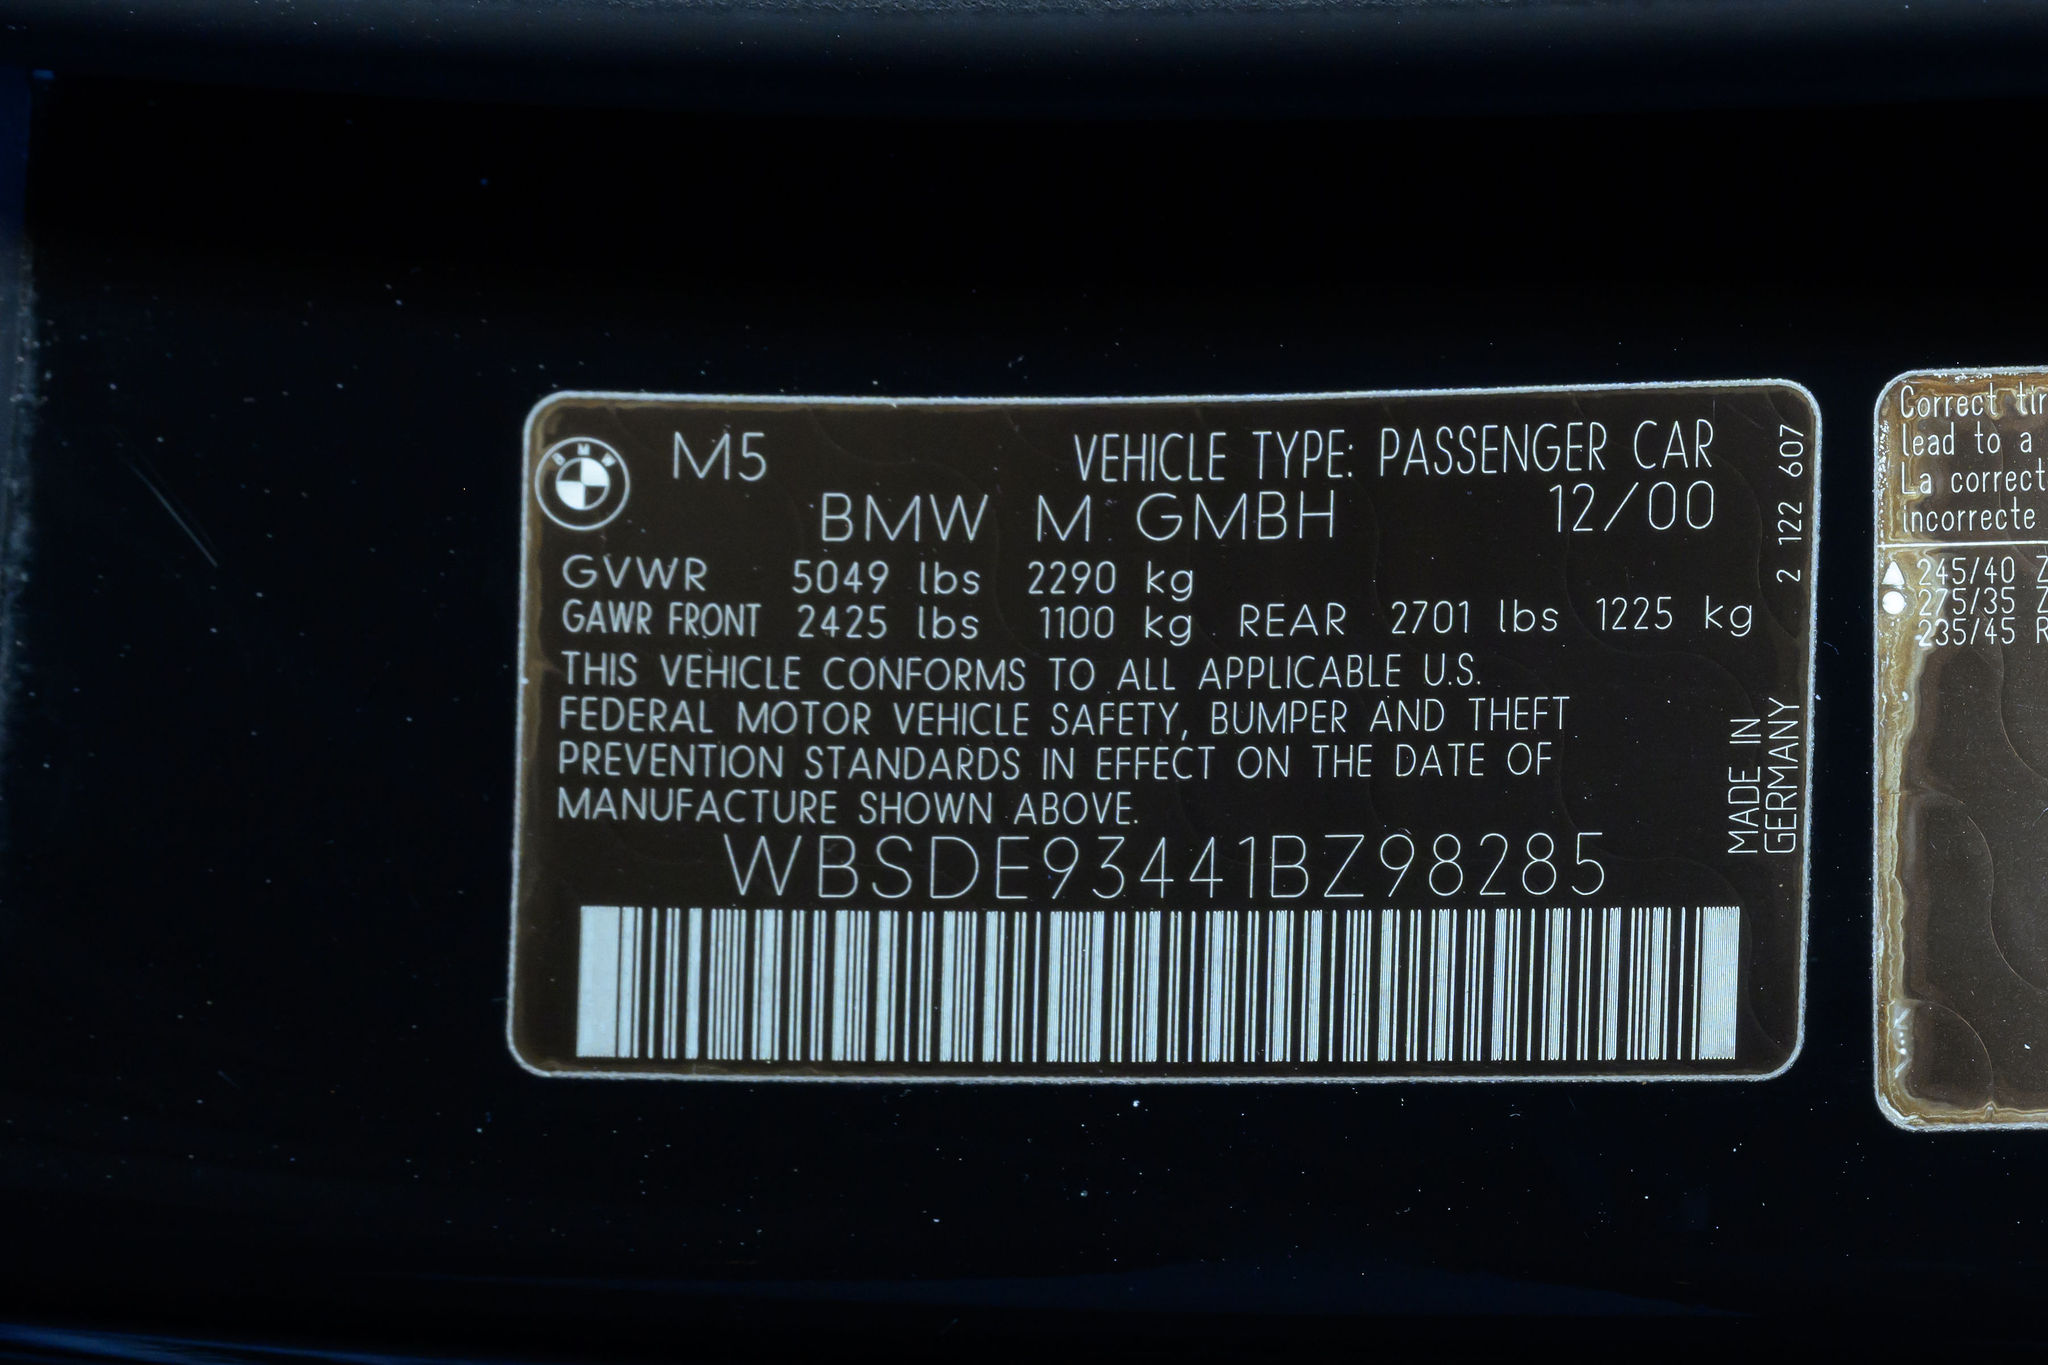 BMW
M5 VEHICLE TYPE: PASSENGER CAR
BMW M GMBH 12/00
GVWR 5049 lbs 2290 kg
GAWR FRONT 2425 lbs 1100 kg REAR 2701 lbs 1225 kg
THIS VEHICLE CONFORMS TO ALL APPLICABLE U.S.
FEDERAL MOTOR VEHICLE SAFETY, BUMPER AND THEFT
PREVENTION STANDARDS IN EFFECT ON THE DATE OF
MANUFACTURE SHOWN ABOVE.
WBSDE93441BZ98285
2 122 607
MADE IN
GERMANY
Correct
lead to a
La
incorrecte
245/40 Z
275/35 Z
235/45 R